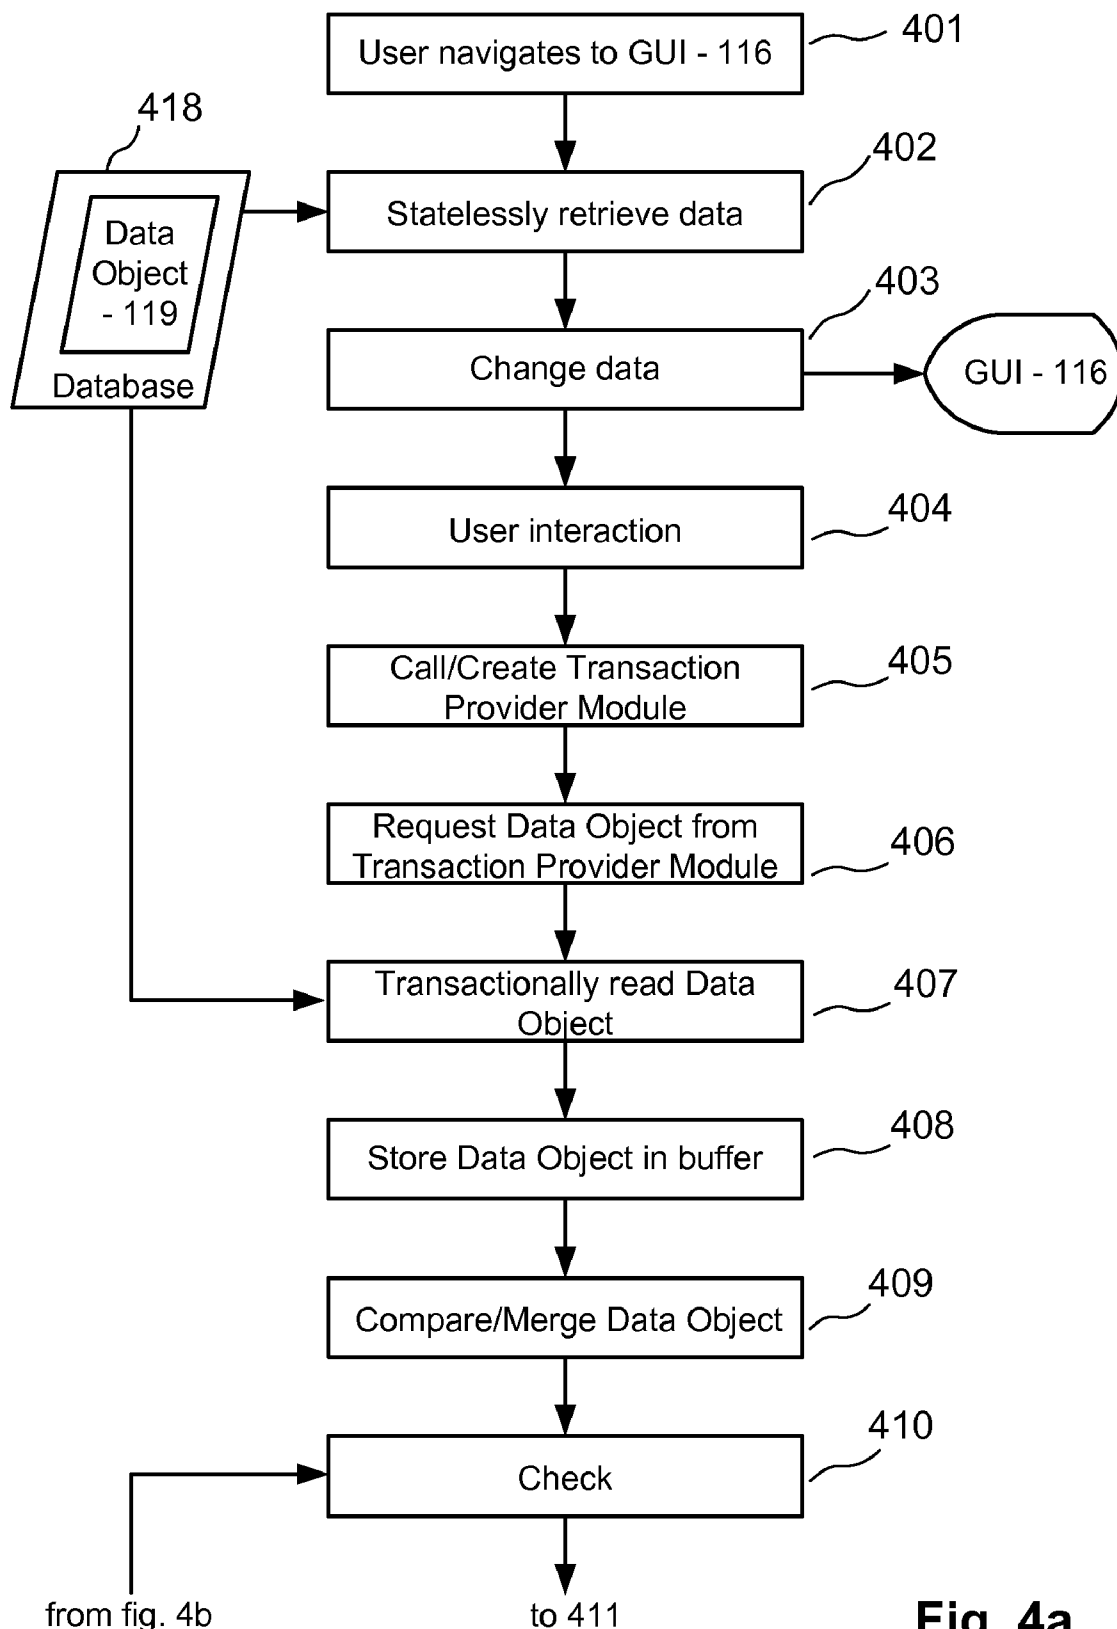 User navigates to GUI - 116
401
418
402
Statelessly retrieve data
Data
Object
- 119
Database
403
Change data
GUI - 116
User interaction
404
Call/Create Transaction
Provider Module
405
Request Data Object from
Transaction Provider Module
406
Transactionally read Data
Object
407
Store Data Object in buffer
408
Compare/Merge Data Object
409
Check
410
from fig. 4b
to 411
Fig. 4a